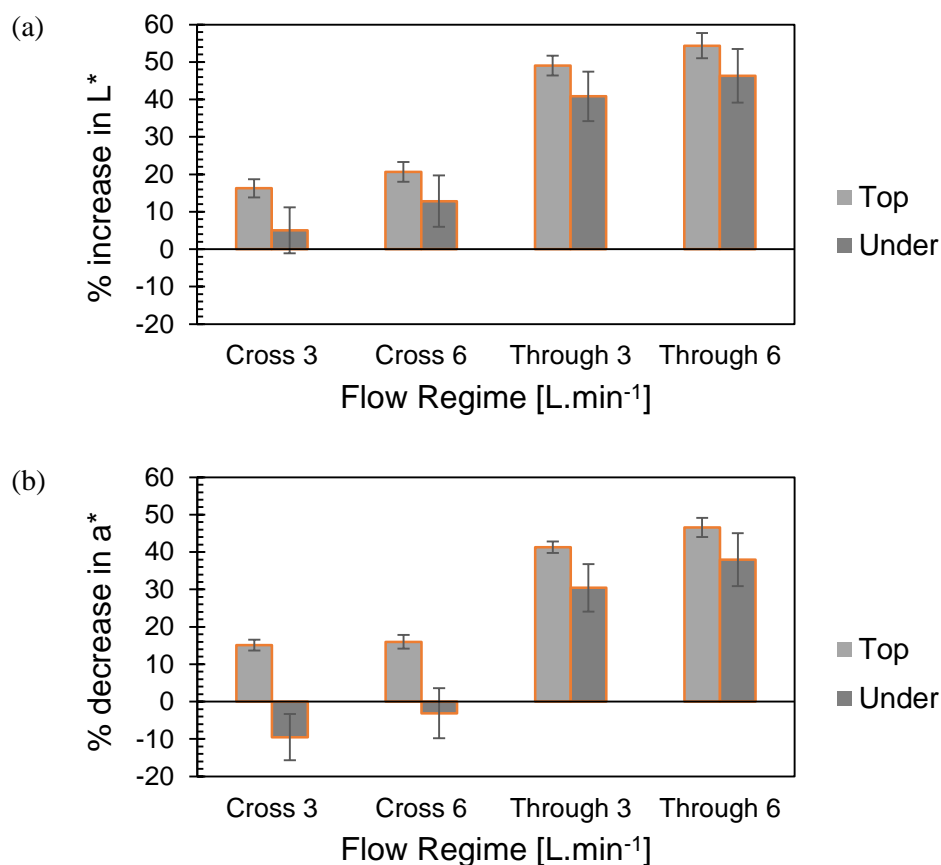 (a)
% increase in L*
60
50
40
30
20
10
0
-10
-20
Cross 3 Cross 6 Through 3 Through 6
Flow Regime [L.min-1]
Top
Under
(b)
% decrease in a*
60
50
40
30
20
10
0
-10
-20
Cross 3 Cross 6 Through 3 Through 6
Flow Regime [L.min-1]
Top
Under